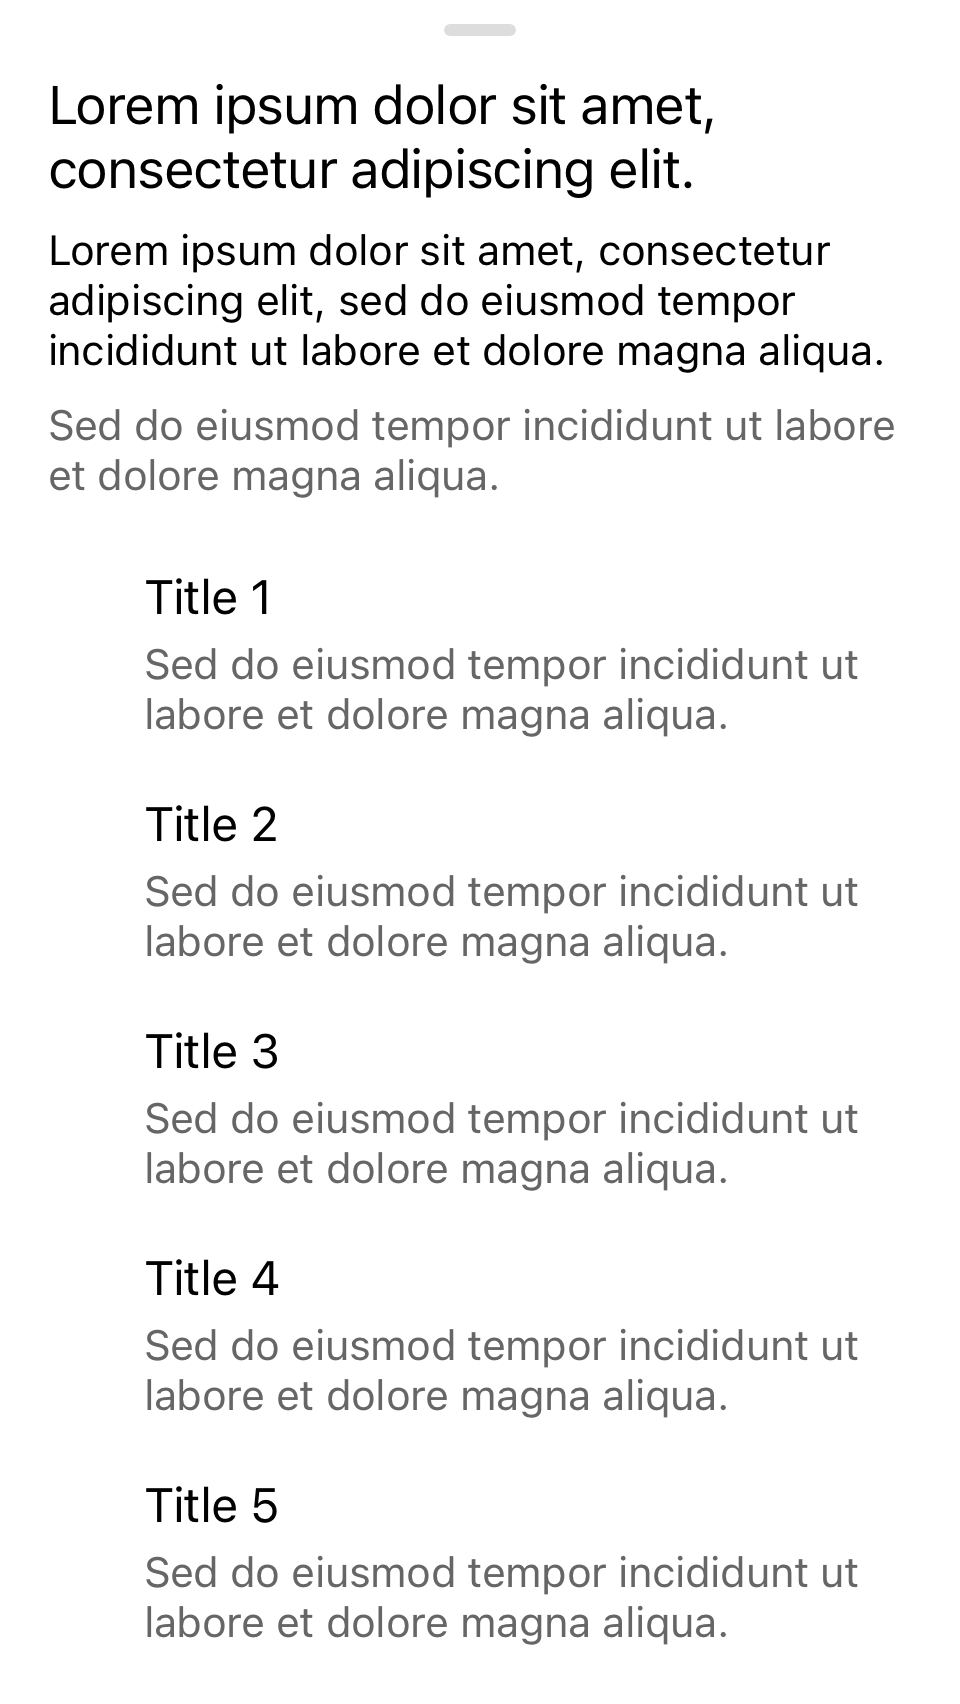 Lorem ipsum dolor sit amet,
consectetur adipiscing elit.
Lorem ipsum dolor sit amet, consectetur
adipiscing elit, sed do eiusmod tempor
incididunt ut labore et dolore magna aliqua.
Sed do eiusmod tempor incididunt ut labore
et dolore magna aliqua.
Title 1
Sed do eiusmod tempor incididunt ut
labore et dolore magna aliqua.
Title 2
Sed do eiusmod tempor incididunt ut
labore et dolore magna aliqua.
Title 3
Sed do eiusmod tempor incididunt ut
labore et dolore magna aliqua.
Title 4
Sed do eiusmod tempor incididunt ut
labore et dolore magna aliqua.
Title 5
Sed do eiusmod tempor incididunt ut
labore et dolore magna aliqua.